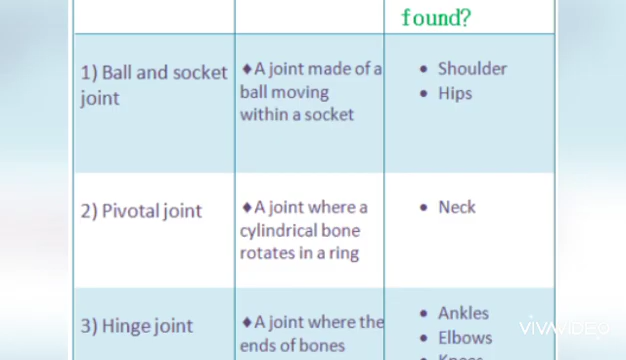 found?
1) Ball and socket joint
♦A joint made of a ball moving within a socket
• Shoulder
• Hips
2) Pivotal joint
♦A joint where a cylindrical bone rotates in a ring
• Neck
3) Hinge joint
♦A joint where the ends of bones
• Ankles
• Elbows
VIVAVIDEO